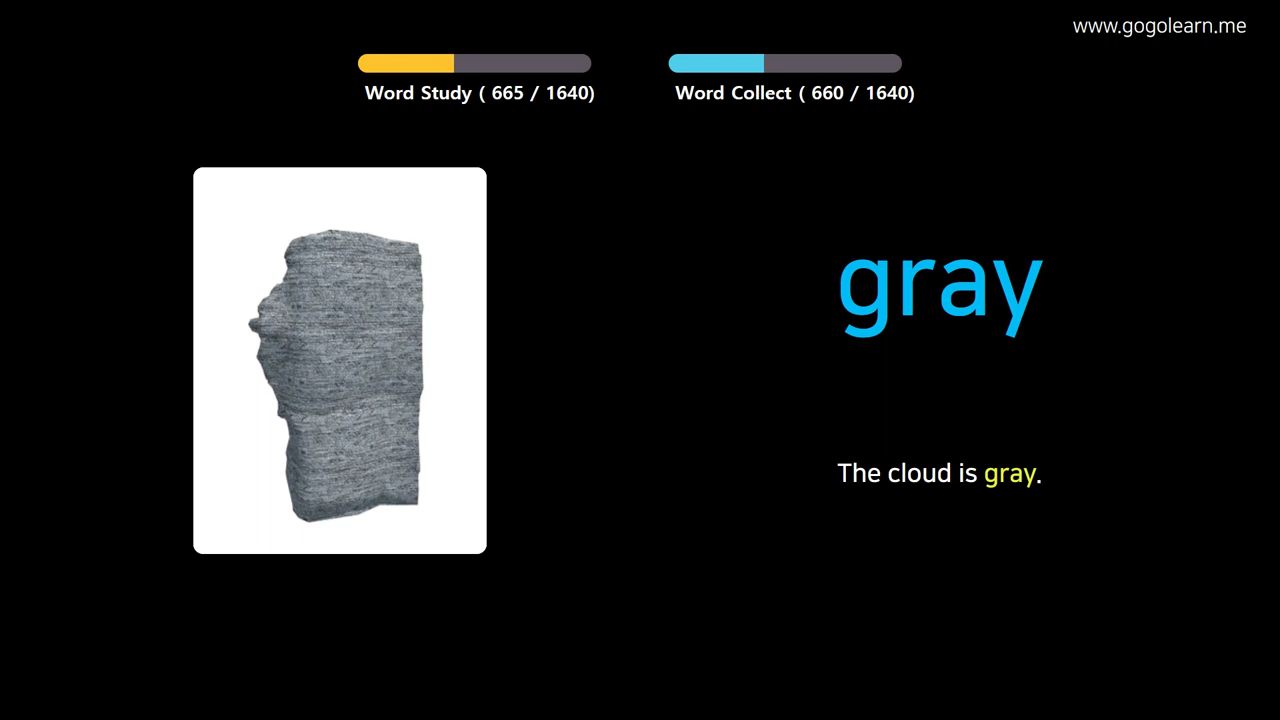 www.gogolearn.me
Word Study ( 665 / 1640)
Word Collect ( 660 / 1640)
gray
The cloud is gray.